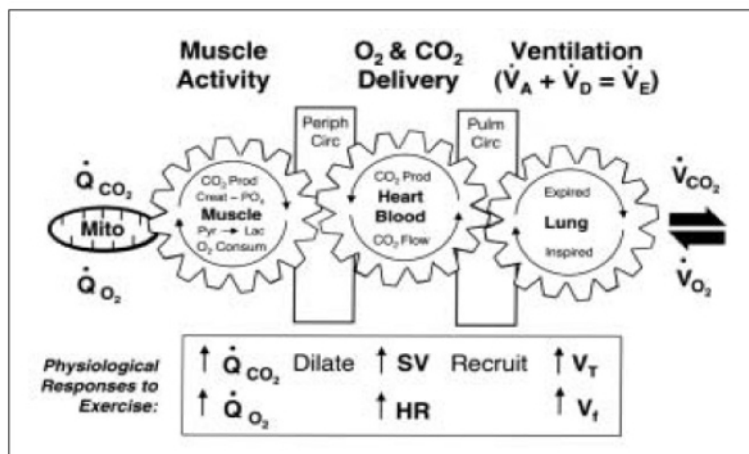 Muscle Activity
O₂ & CO₂ Delivery
Ventilation
(V̇A + V̇D = V̇E)
Periph Circ
Pulm Circ
Q̇CO₂
Mito
Q̇O₂
CO₂ Prod
Creat – PO₄
Muscle
Pyr → Lac
O₂ Consum
CO₂ Prod
Heart
Blood
CO₂ Flow
Expired
Lung
Inspired
V̇CO₂
V̇O₂
Physiological
Responses to
Exercise:
↑ Q̇CO₂ Dilate ↑ SV Recruit ↑ VT
↑ Q̇O₂ ↑ HR ↑ Vf